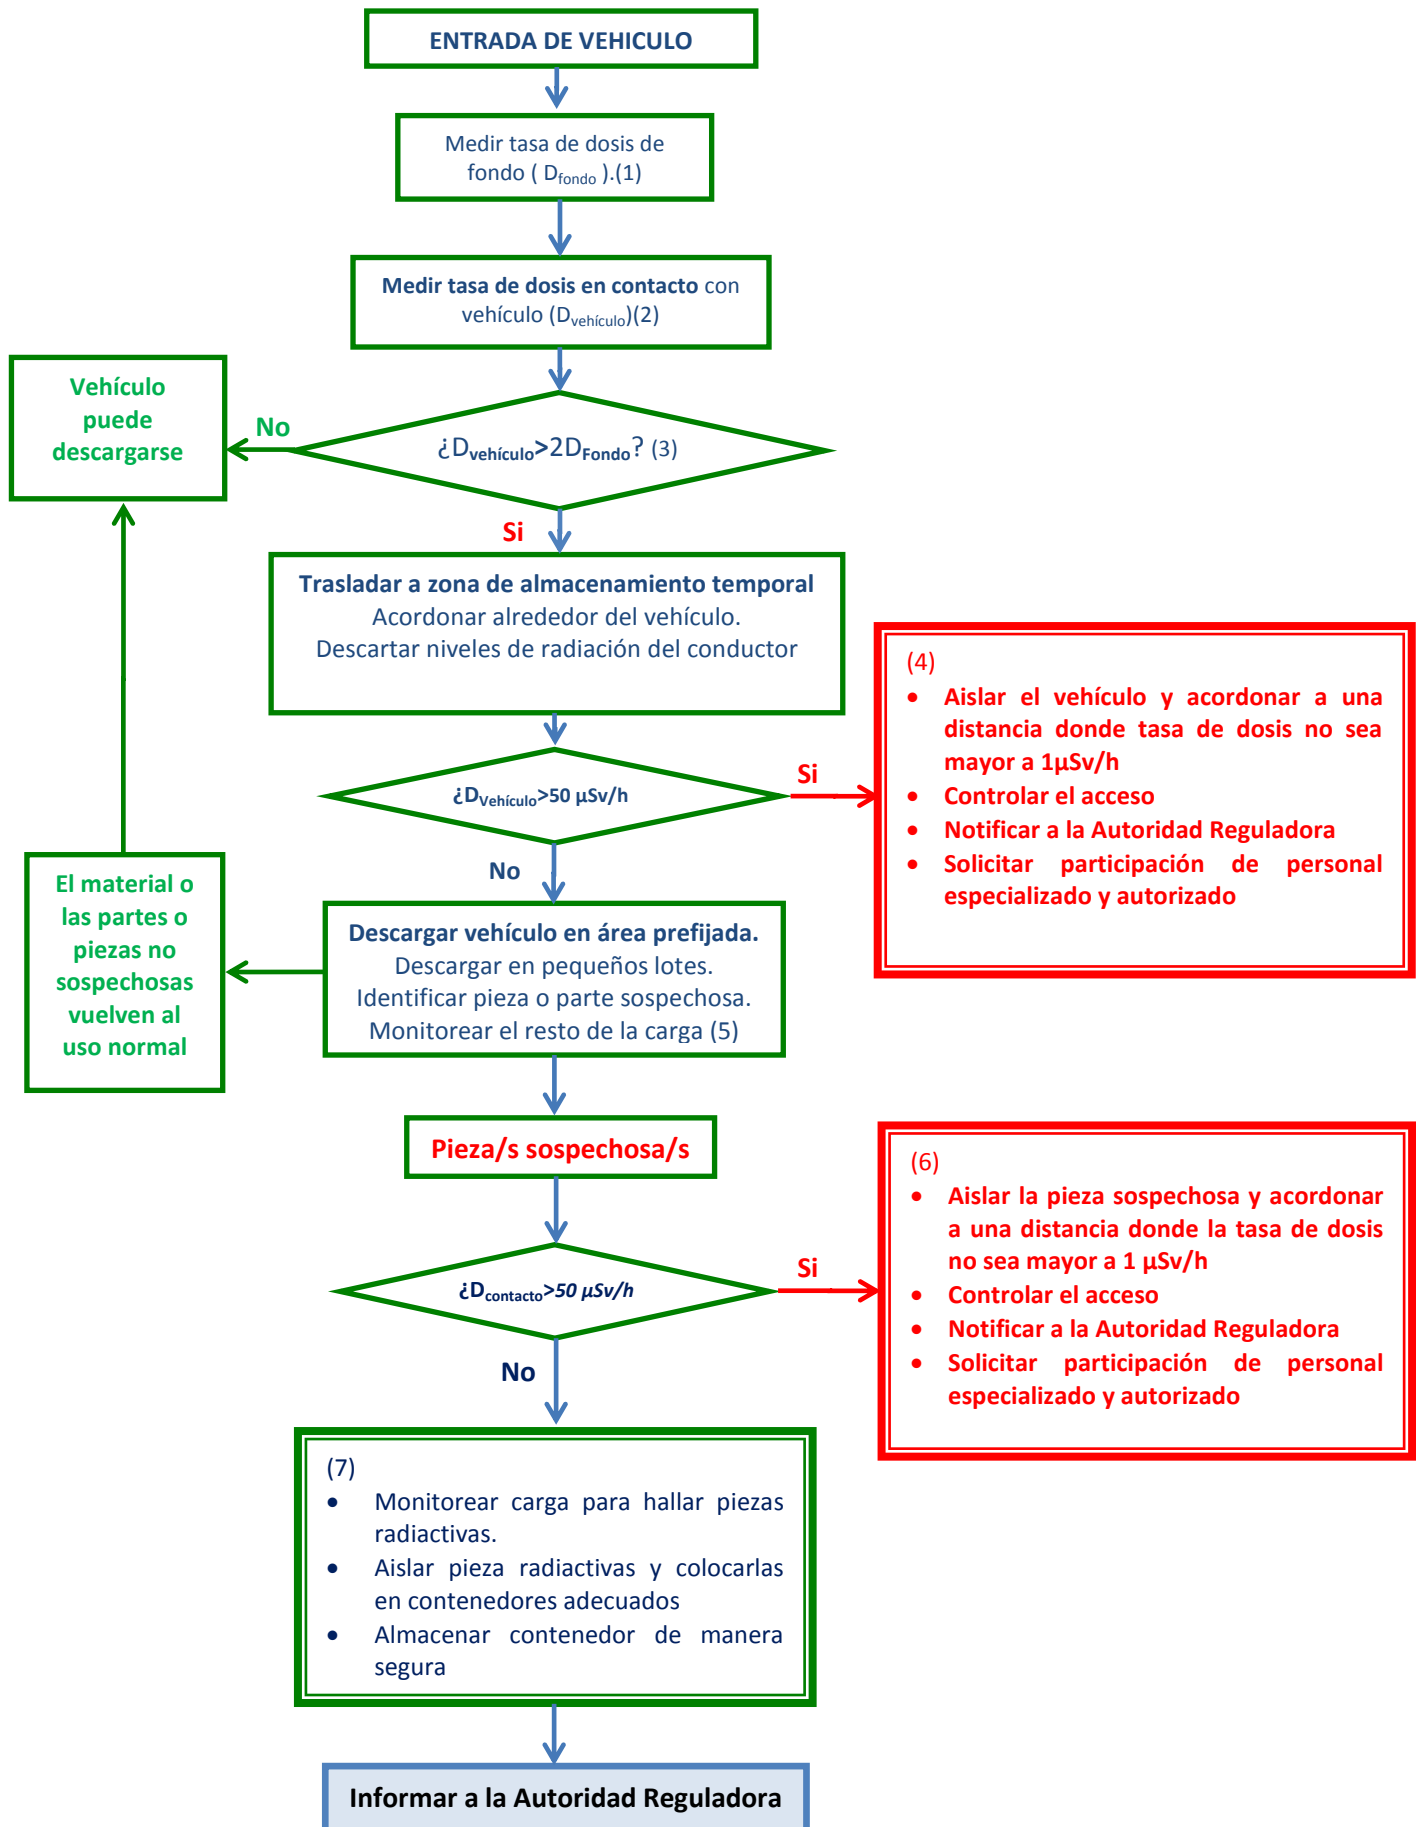 ENTRADA DE VEHICULO
Medir tasa de dosis de
fondo ( Dfondo ).(1)
Medir tasa de dosis en contacto con
vehículo (Dvehículo)(2)
Vehículo
puede
descargarse
No
¿Dvehículo>2DFondo? (3)
Si
Trasladar a zona de almacenamiento temporal
Acordonar alrededor del vehículo.
Descartar niveles de radiación del conductor
(4)
• Aislar el vehículo y acordonar a una
distancia donde tasa de dosis no sea
mayor a 1µSv/h
• Controlar el acceso
• Notificar a la Autoridad Reguladora
• Solicitar participación de personal
especializado y autorizado
¿DVehículo>50 µSv/h
Si
No
El material o
las partes o
piezas no
sospechosas
vuelven al
uso normal
Descargar vehículo en área prefijada.
Descargar en pequeños lotes.
Identificar pieza o parte sospechosa.
Monitorear el resto de la carga (5)
Pieza/s sospechosa/s
(6)
• Aislar la pieza sospechosa y acordonar
a una distancia donde la tasa de dosis
no sea mayor a 1 µSv/h
• Controlar el acceso
• Notificar a la Autoridad Reguladora
• Solicitar participación de personal
especializado y autorizado
¿Dcontacto>50 µSv/h
Si
No
(7)
• Monitorear carga para hallar piezas
radiactivas.
• Aislar pieza radiactivas y colocarlas
en contenedores adecuados
• Almacenar contenedor de manera
segura
Informar a la Autoridad Reguladora